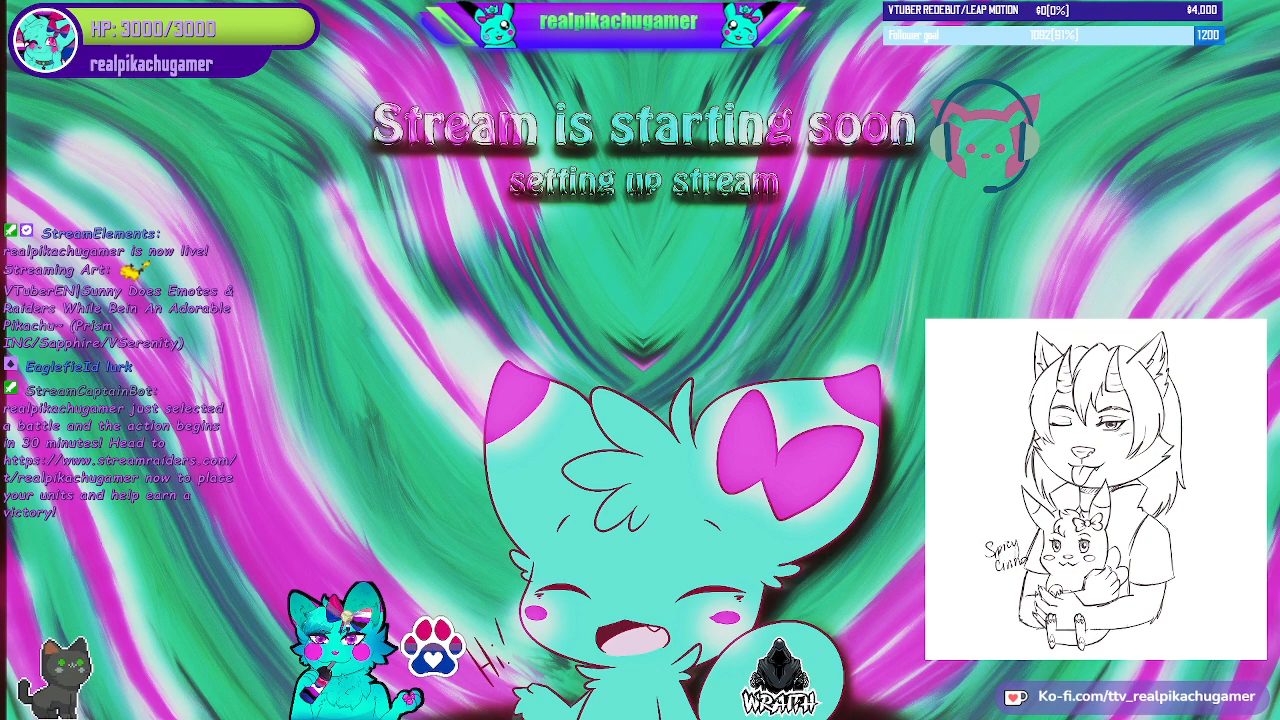 HP: 3000/3000
realpikachugamer
realpikachugamer
VTUBER REDEBUT/LEAP MOTION $0[0%] $4,000
Follower goal 1092[91%] 1200
Stream is starting soon
setting up stream
StreamElements:
realpikachugamer is now live!
Streaming Art:
VTuberEN|Sunny Does Emotes &
Raiders While Bein An Adorable
Pikachu~ (Prism
INC/Sapphire/VSerenity)
Eaglefield lurk
StreamCaptainBot:
realpikachugamer just selected
a battle and the action begins
in 30 minutes! Head to
https://www.streamraiders.com/
t/realpikachugamer now to place
your units and help earn a
victory!
WRAITH
Ko-fi.com/ttv_realpikachugamer